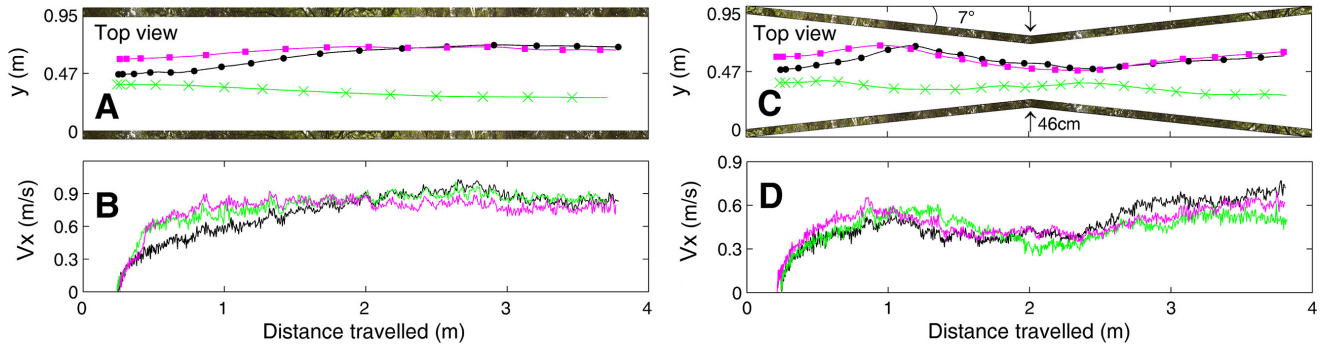 0.95
Top view
y (m)
0.47
A
0
0.9
B
Vx (m/s)
0.6
0.3
0
0 1 2 3 4
Distance travelled (m)
0.95
7°
Top view
y (m)
0.47
C
46cm
0
0.9
D
Vx (m/s)
0.6
0.3
0
0 1 2 3 4
Distance travelled (m)